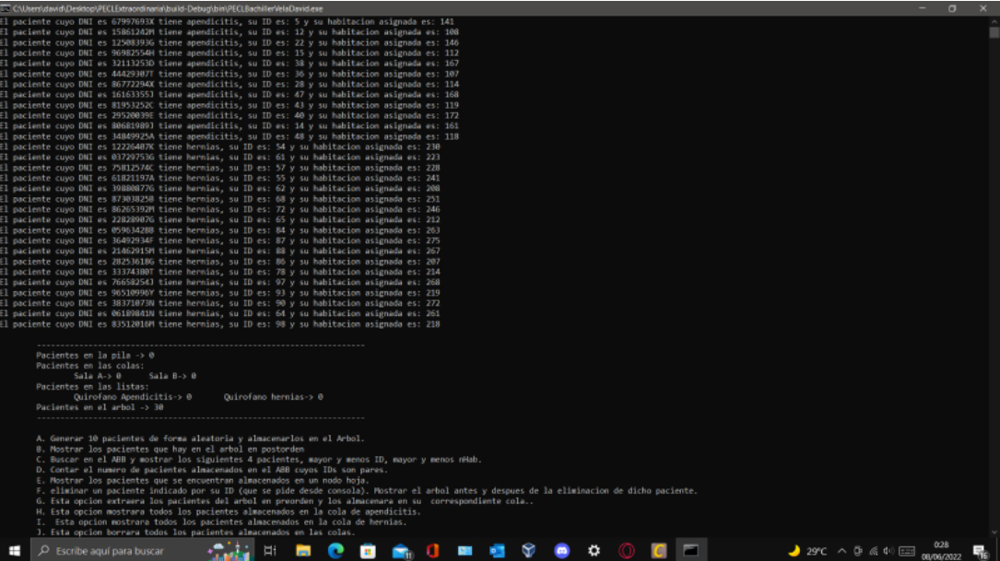 C:\Users\david\Desktop\PECLExtraordinaria\build-Debug\bin\PECLBachillerVelaDavid.exe
El paciente cuyo DNI es 67997693X tiene apendicitis, su ID es: 5 y su habitacion asignada es: 141
El paciente cuyo DNI es 15861242M tiene apendicitis, su ID es: 12 y su habitacion asignada es: 108
El paciente cuyo DNI es 12508393G tiene apendicitis, su ID es: 22 y su habitacion asignada es: 146
El paciente cuyo DNI es 96982554H tiene apendicitis, su ID es: 15 y su habitacion asignada es: 112
El paciente cuyo DNI es 32113253D tiene apendicitis, su ID es: 38 y su habitacion asignada es: 167
El paciente cuyo DNI es 44429307T tiene apendicitis, su ID es: 36 y su habitacion asignada es: 107
El paciente cuyo DNI es 86772294X tiene apendicitis, su ID es: 28 y su habitacion asignada es: 114
El paciente cuyo DNI es 16163355J tiene apendicitis, su ID es: 47 y su habitacion asignada es: 168
El paciente cuyo DNI es 81953252C tiene apendicitis, su ID es: 43 y su habitacion asignada es: 119
El paciente cuyo DNI es 29520039E tiene apendicitis, su ID es: 40 y su habitacion asignada es: 172
El paciente cuyo DNI es 80681989J tiene apendicitis, su ID es: 14 y su habitacion asignada es: 161
El paciente cuyo DNI es 34849925A tiene apendicitis, su ID es: 48 y su habitacion asignada es: 118
El paciente cuyo DNI es 12226407K tiene hernias, su ID es: 54 y su habitacion asignada es: 230
El paciente cuyo DNI es 03729753G tiene hernias, su ID es: 61 y su habitacion asignada es: 223
El paciente cuyo DNI es 75812574C tiene hernias, su ID es: 57 y su habitacion asignada es: 228
El paciente cuyo DNI es 61821197A tiene hernias, su ID es: 55 y su habitacion asignada es: 241
El paciente cuyo DNI es 39880877G tiene hernias, su ID es: 62 y su habitacion asignada es: 208
El paciente cuyo DNI es 87303825B tiene hernias, su ID es: 68 y su habitacion asignada es: 251
El paciente cuyo DNI es 86265392M tiene hernias, su ID es: 72 y su habitacion asignada es: 246
El paciente cuyo DNI es 22828907G tiene hernias, su ID es: 65 y su habitacion asignada es: 212
El paciente cuyo DNI es 05963428B tiene hernias, su ID es: 84 y su habitacion asignada es: 263
El paciente cuyo DNI es 36492934F tiene hernias, su ID es: 87 y su habitacion asignada es: 275
El paciente cuyo DNI es 21462915M tiene hernias, su ID es: 88 y su habitacion asignada es: 267
El paciente cuyo DNI es 28253618G tiene hernias, su ID es: 86 y su habitacion asignada es: 207
El paciente cuyo DNI es 33374380T tiene hernias, su ID es: 78 y su habitacion asignada es: 214
El paciente cuyo DNI es 76658254J tiene hernias, su ID es: 97 y su habitacion asignada es: 268
El paciente cuyo DNI es 96510996Y tiene hernias, su ID es: 93 y su habitacion asignada es: 219
El paciente cuyo DNI es 38371073N tiene hernias, su ID es: 90 y su habitacion asignada es: 272
El paciente cuyo DNI es 06189841N tiene hernias, su ID es: 64 y su habitacion asignada es: 261
El paciente cuyo DNI es 83512016M tiene hernias, su ID es: 98 y su habitacion asignada es: 218
Pacientes en la pila -> 0
Pacientes en las colas:
Sala A-> 0 Sala B-> 0
Pacientes en las listas:
Quirofano Apendicitis-> 0 Quirofano hernias-> 0
Pacientes en el arbol -> 30
A. Generar 10 pacientes de forma aleatoria y almacenarlos en el Arbol.
B. Mostrar los pacientes que hay en el arbol en postorden
C. Buscar en el ABB y mostrar los siguientes 4 pacientes, mayor y menos ID, mayor y menos nHab.
D. Contar el numero de pacientes almacenados en el ABB cuyos IDs son pares.
E. Mostrar los pacientes que se encuentran almacenados en un nodo hoja.
F. eliminar un paciente indicado por su ID (que se pide desde consola). Mostrar el arbol antes y despues de la eliminacion de dicho paciente.
G. Esta opcion extraera los pacientes del arbol en preorden y los almacenara en su correspondiente cola..
H. Esta opcion mostrara todos los pacientes almacenados en la cola de apendicitis.
I. Esta opcion mostrara todos los pacientes almacenados en la cola de hernias.
J. Esta opcion borrara todos los pacientes almacenados en las colas.
Escribe aquí para buscar
29ºC
0:28
08/06/2022